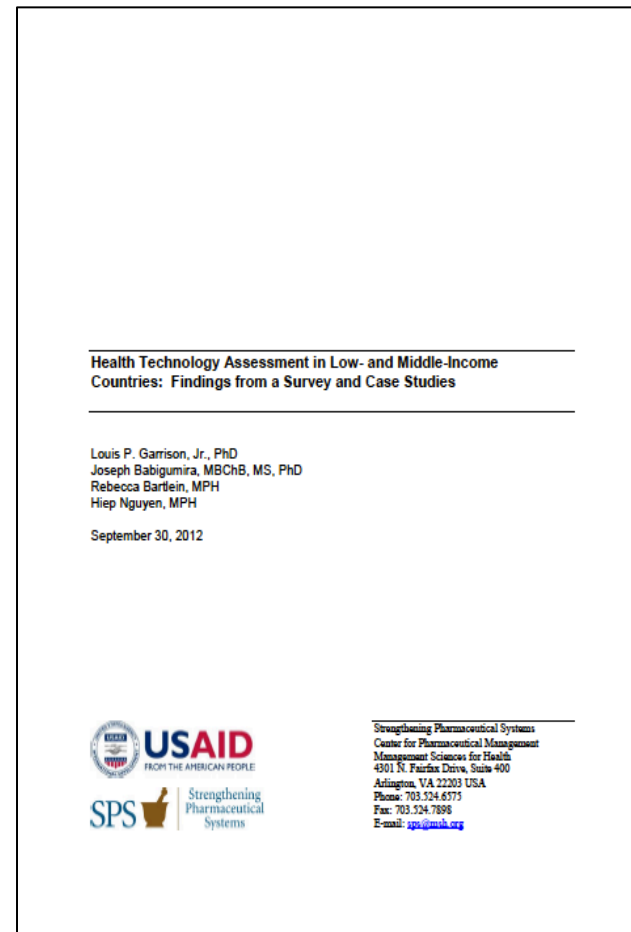 Health Technology Assessment in Low- and Middle-Income
Countries: Findings from a Survey and Case Studies
Louis P. Garrison, Jr., PhD
Joseph Babigumira, MBChB, MS, PhD
Rebecca Bartlein, MPH
Hiep Nguyen, MPH
September 30, 2012
USAID
USAID
FROM THE AMERICAN PEOPLE
SPS
Strengthening
Pharmaceutical
Systems
Strengthening Pharmaceutical Systems
Center for Pharmaceutical Management
Management Sciences for Health
4301 N. Fairfax Drive, Suite 400
Arlington, VA 22203 USA
Phone: 703.524.6575
Fax: 703.524.7898
E-mail: sps@msh.org